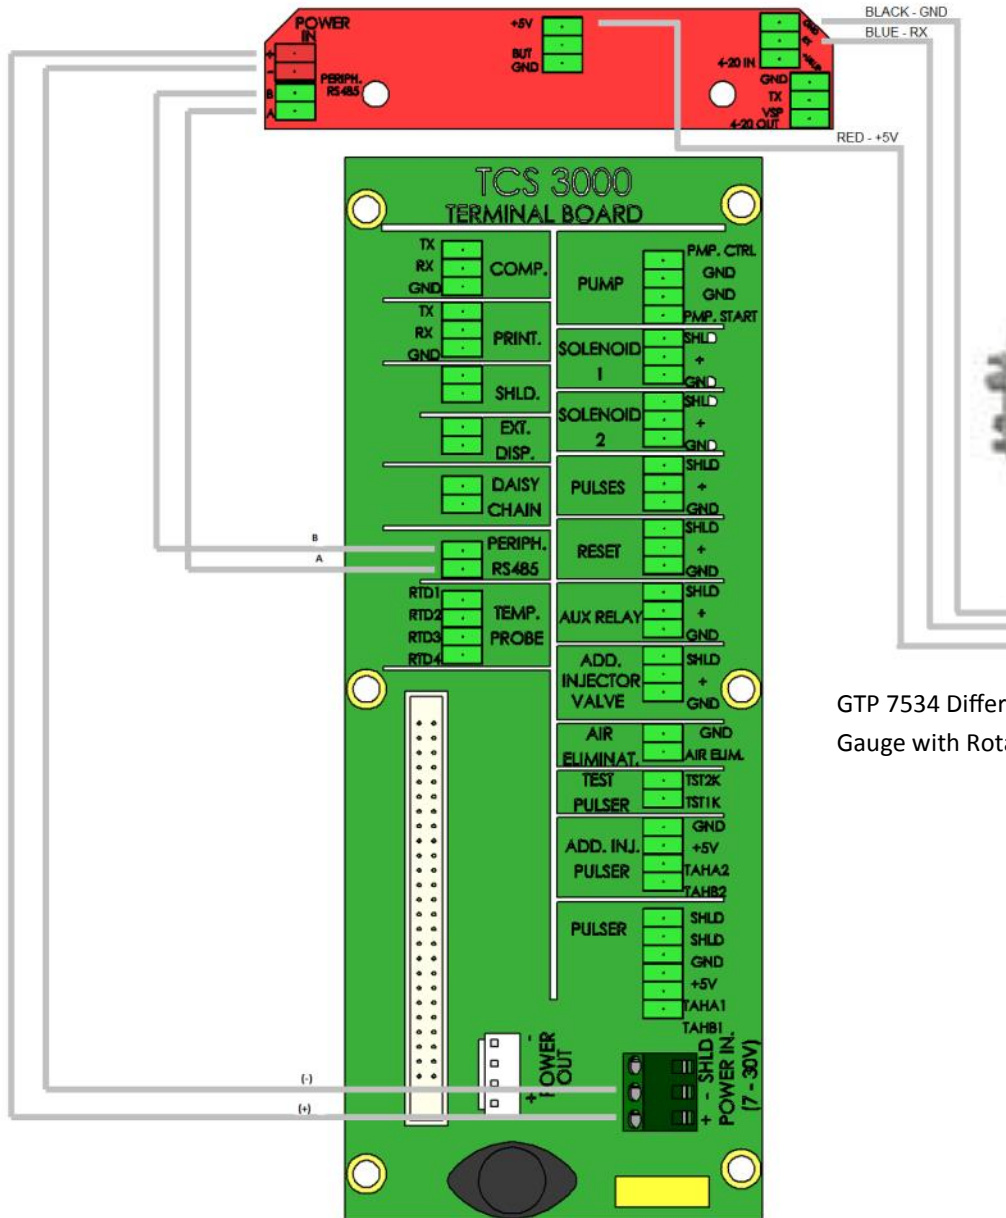 POWER
IN
+
-
PERIPH.
RS485
B
A
+5V
BUT
GND
GND
RX
4-20 IN
GND
TX
VSP
4-20 OUT
BLACK - GND
BLUE - RX
RED - +5V
TCS 3000
TERMINAL BOARD
TX
RX
GND
COMP.
TX
RX
GND
PRINT.
SHLD.
EXT.
DISP.
DAISY
CHAIN
B
A
PERIPH.
RS485
RTD1
RTD2
RTD3
RTD4
TEMP.
PROBE
PUMP
PMP. CTRL
GND
GND
PMP. START
SOLENOID
1
SHLD
+
GND
SOLENOID
2
SHLD
+
GND
PULSES
SHLD
+
GND
RESET
SHLD
+
GND
AUX RELAY
SHLD
+
GND
ADD.
INJECTOR
VALVE
SHLD
+
GND
AIR
ELIMINAT.
GND
AIR ELIM.
TEST
PULSER
TST2K
TST1K
ADD. INJ.
PULSER
GND
+5V
TAHA2
TAHB2
PULSER
SHLD
SHLD
GND
+5V
TAHA1
TAHB1
(-)
(+)
- +
POWER
OUT
+ - SHLD
POWER IN.
(7 - 30V)
GTP 7534 Differ
Gauge with Rota